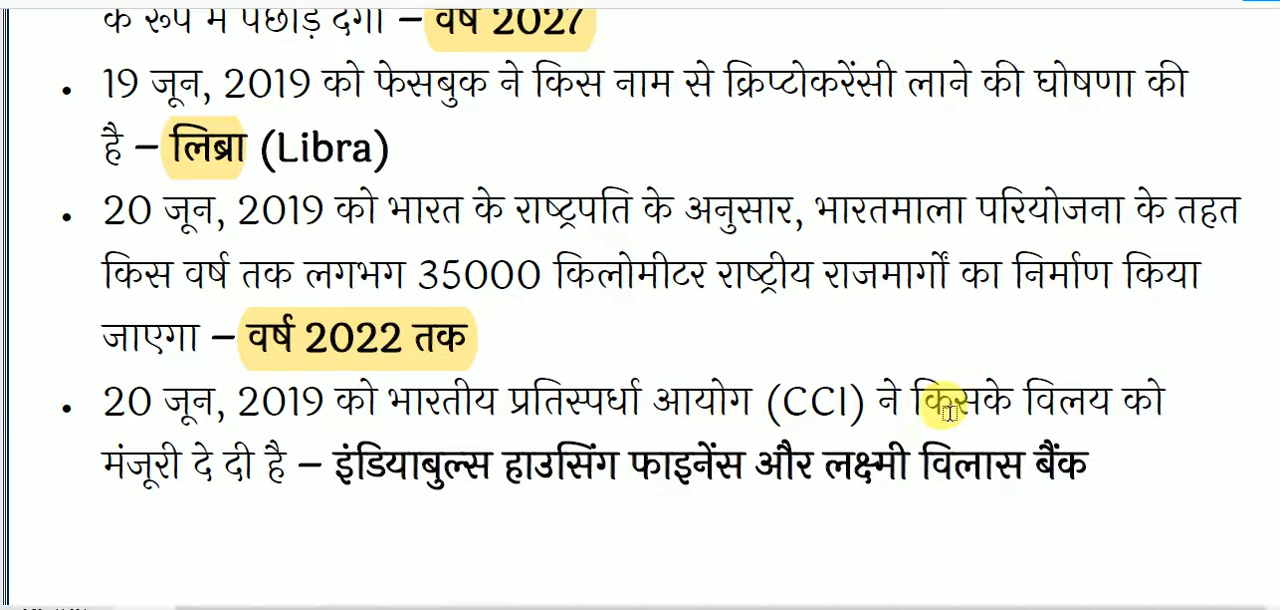 के रूप में पछाड़ देगा – वर्ष 2027
• 19 जून, 2019 को फेसबुक ने किस नाम से क्रिप्टोकरेंसी लाने की घोषणा की
है – लिब्रा (Libra)
• 20 जून, 2019 को भारत के राष्ट्रपति के अनुसार, भारतमाला परियोजना के तहत
किस वर्ष तक लगभग 35000 किलोमीटर राष्ट्रीय राजमार्गों का निर्माण किया
जाएगा – वर्ष 2022 तक
• 20 जून, 2019 को भारतीय प्रतिस्पर्धा आयोग (CCI) ने किसके विलय को
मंजूरी दे दी है – इंडियाबुल्स हाउसिंग फाइनेंस और लक्ष्मी विलास बैंक